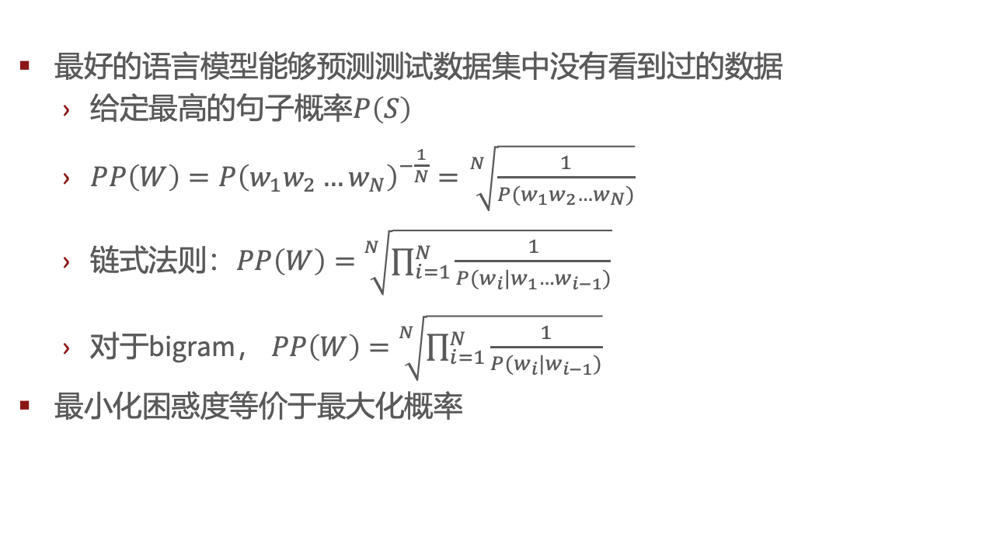 ▪ 最好的语言模型能够预测测试数据集中没有看到过的数据
› 给定最高的句子概率𝑃(𝑆)
› $PP(W) = P(w_1 w_2 \dots w_N)^{-\frac{1}{N}} = \sqrt[N]{\frac{1}{P(w_1 w_2 \dots w_N)}}$
› 链式法则：$PP(W) = \sqrt[N]{\prod_{i=1}^{N} \frac{1}{P(w_i|w_1 \dots w_{i-1})}}$
› 对于bigram，$PP(W) = \sqrt[N]{\prod_{i=1}^{N} \frac{1}{P(w_i|w_{i-1})}}$
▪ 最小化困惑度等价于最大化概率